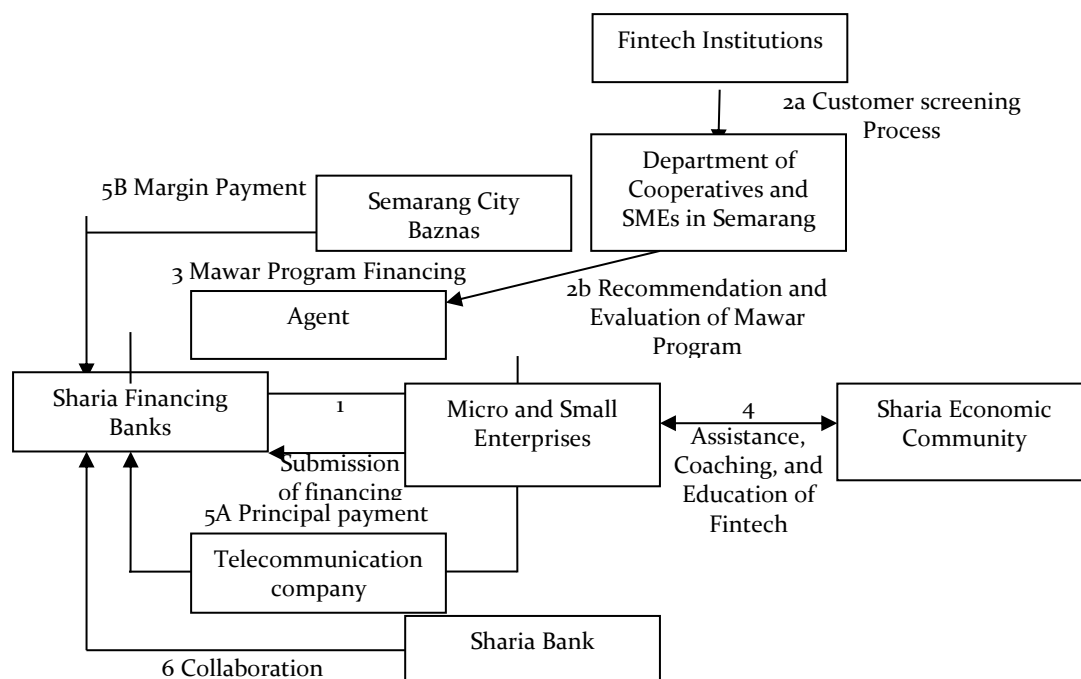 Fintech Institutions
2a Customer screening
Process
Department of
Cooperatives and
SMEs in Semarang
5B Margin Payment
Semarang City
Baznas
3 Mawar Program Financing
2b Recommendation and
Evaluation of Mawar
Program
Agent
Sharia Financing
Banks
1
Submission
of financing
Micro and Small
Enterprises
4
Assistance,
Coaching, and
Education of
Fintech
Sharia Economic
Community
5A Principal payment
Telecommunication
company
Sharia Bank
6 Collaboration